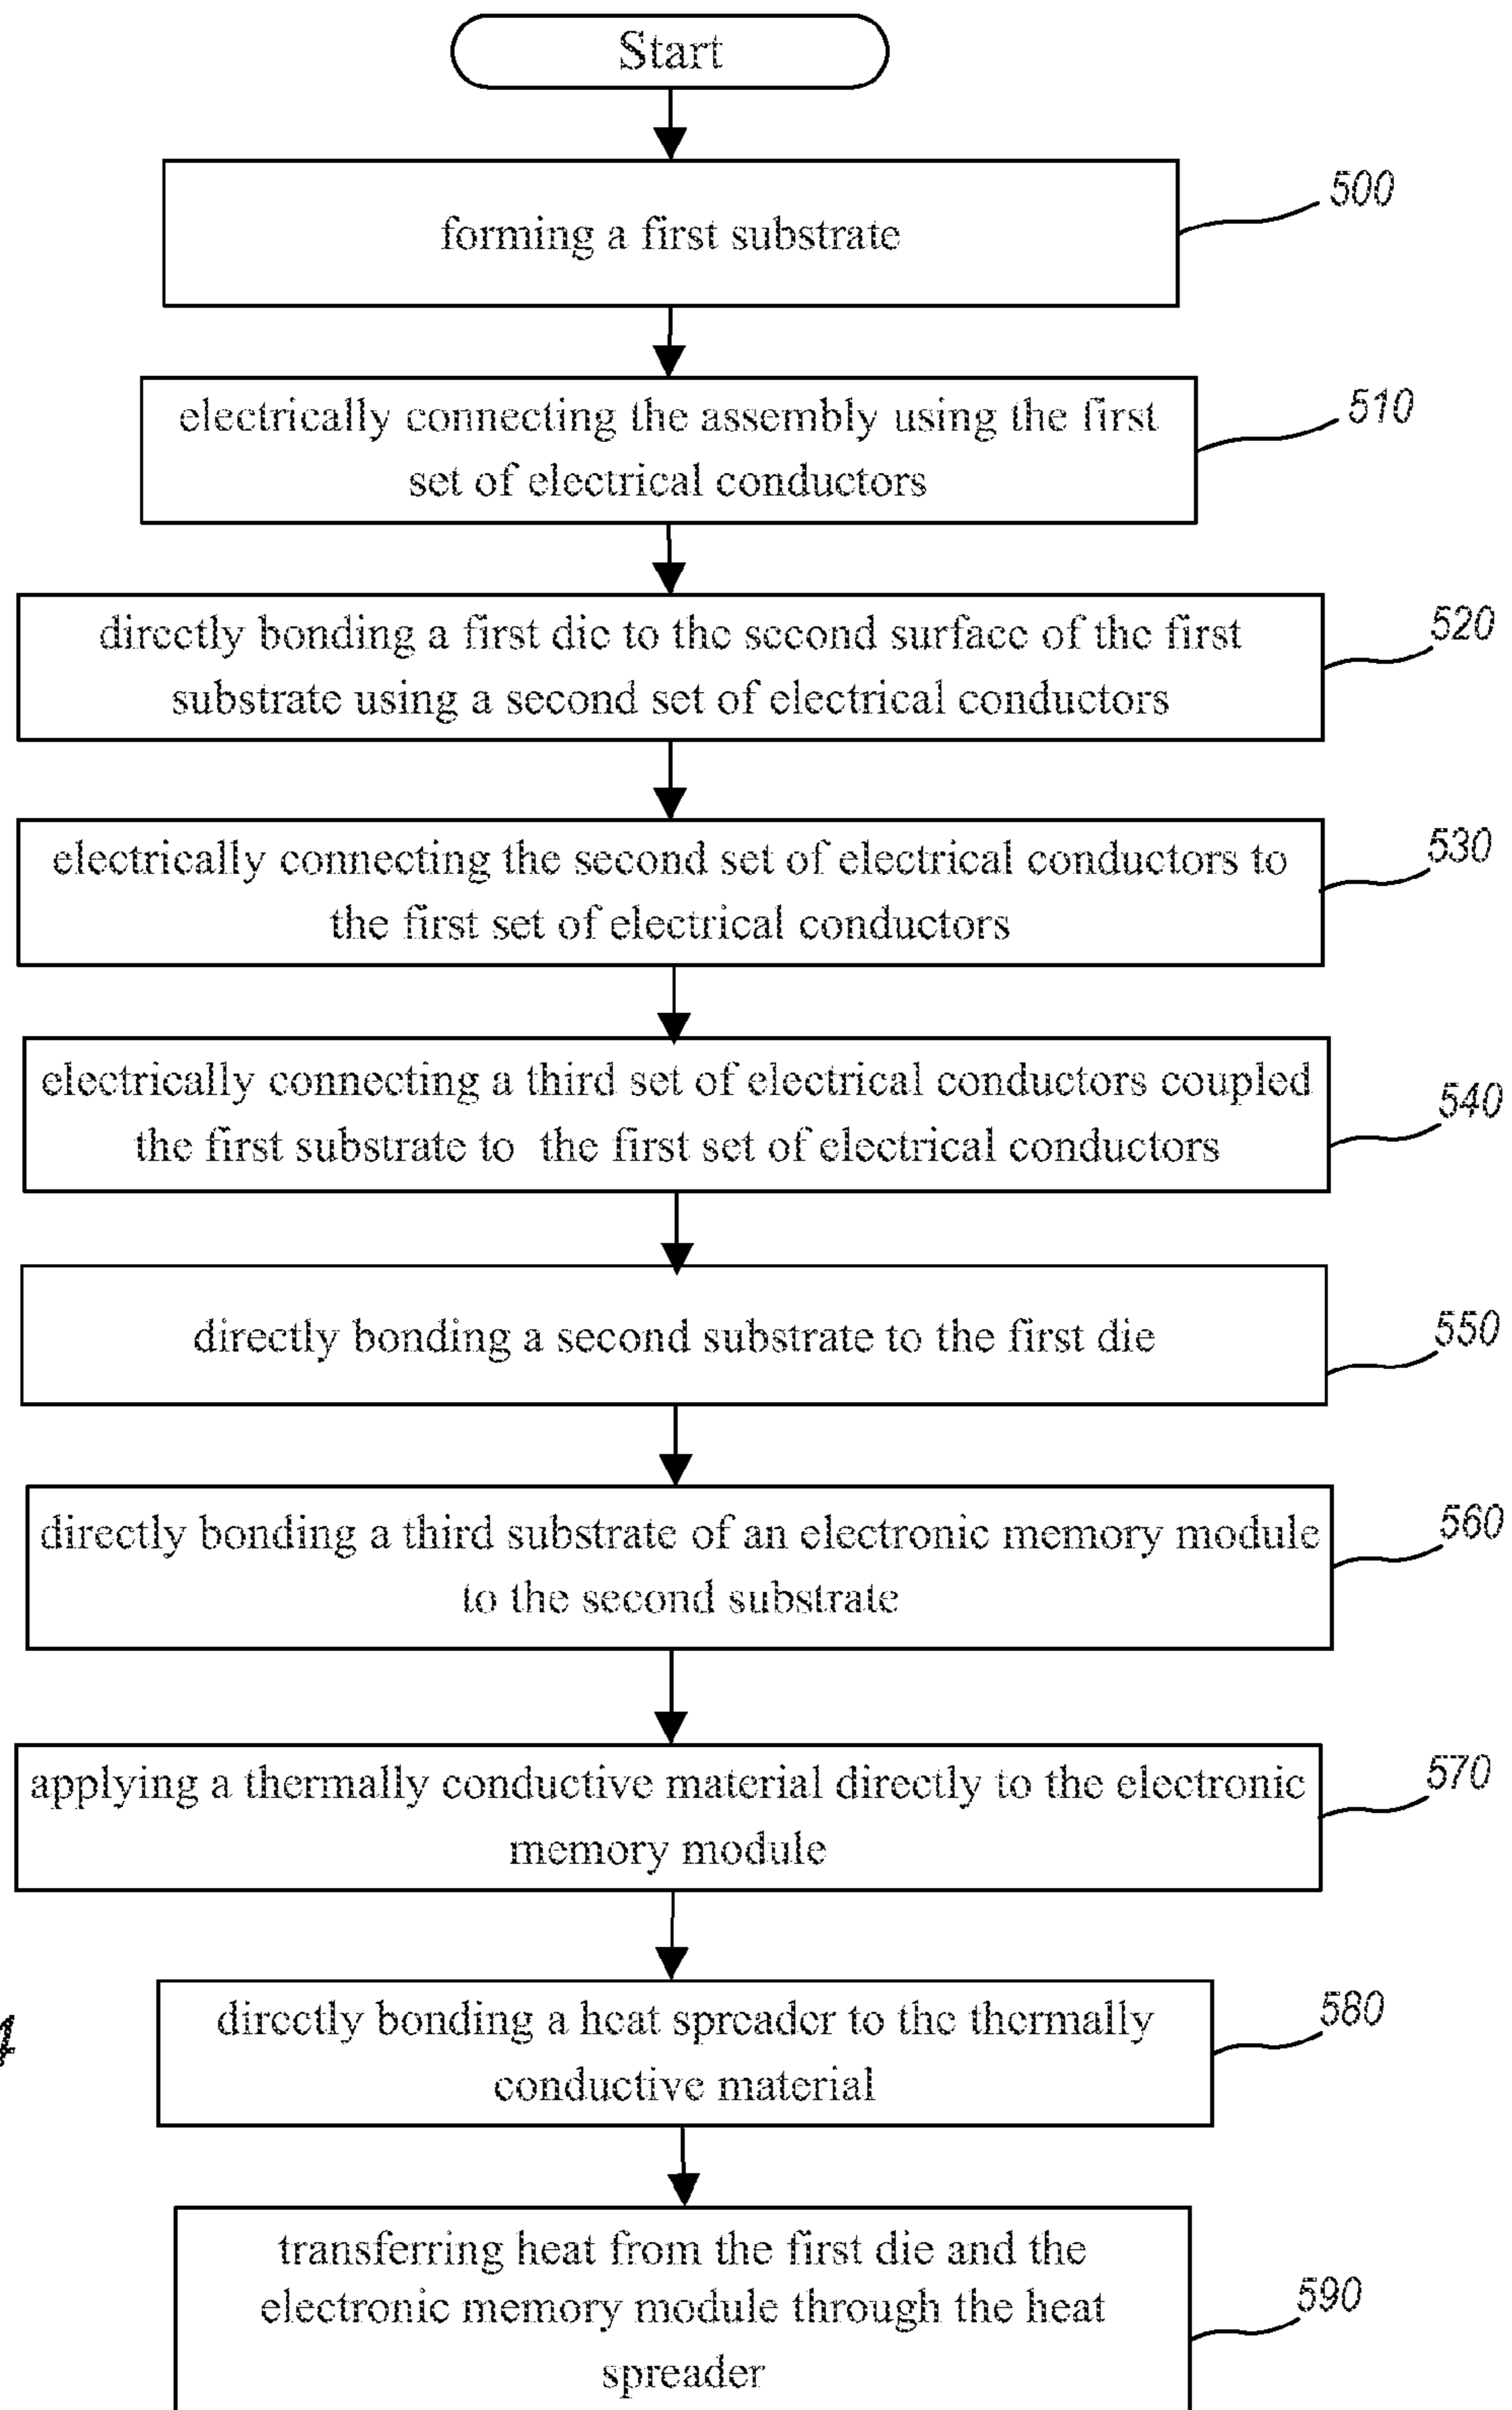 Start
forming a first substrate
500
electrically connecting the assembly using the first
set of electrical conductors
510
directly bonding a first die to the second surface of the first
substrate using a second set of electrical conductors
520
electrically connecting the second set of electrical conductors to
the first set of electrical conductors
530
electrically connecting a third set of electrical conductors coupled
the first substrate to the first set of electrical conductors
540
directly bonding a second substrate to the first die
550
directly bonding a third substrate of an electronic memory module
to the second substrate
560
applying a thermally conductive material directly to the electronic
memory module
570
directly bonding a heat spreader to the thermally
conductive material
580
4
transferring heat from the first die and the
electronic memory module through the heat
spreader
590